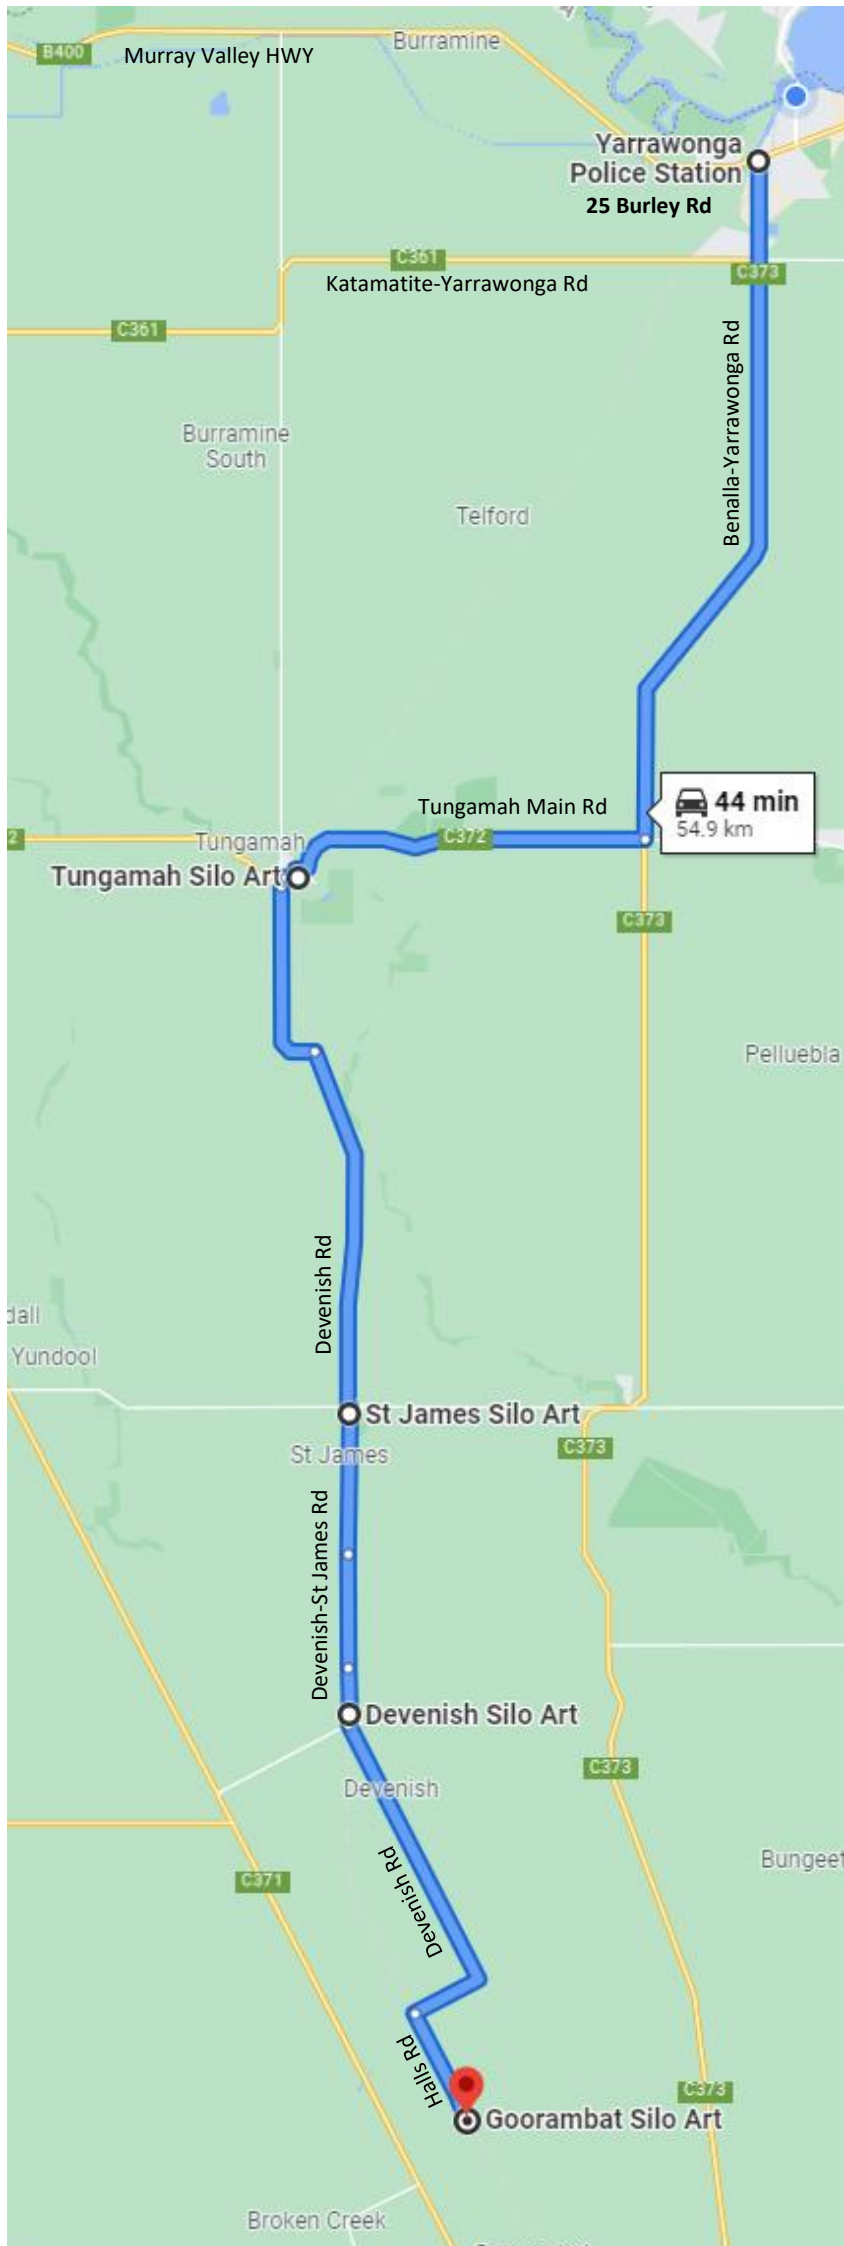 B400
Murray Valley HWY
Burramine
Yarrawonga
Police Station
25 Burley Rd
C361
Katamatite-Yarrawonga Rd
C373
C361
Benalla-Yarrawonga Rd
Burramine
South
Telford
44 min
54.9 km
Tungamah Main Rd
2
Tungamah
C372
Tungamah Silo Art
C373
Pelluebla
Devenish Rd
dall
Yundool
St James Silo Art
St James
C373
Devenish-St James Rd
Devenish Silo Art
C373
Devenish
Bungeet
C371
Devenish Rd
Halls Rd
C373
Goorambat Silo Art
Broken Creek